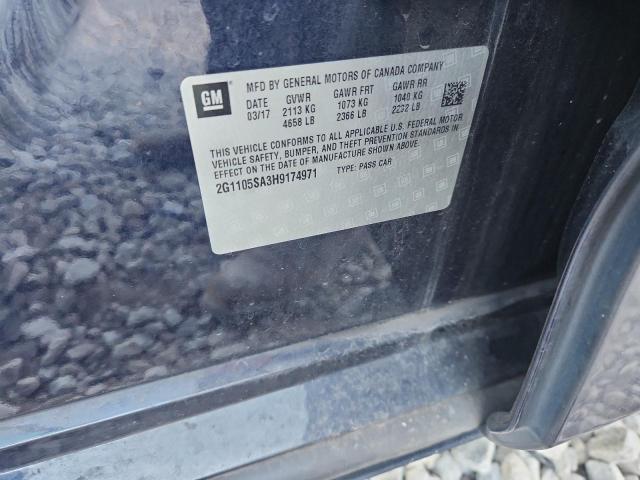 GM
MFD BY GENERAL MOTORS OF CANADA COMPANY
DATE GVWR GAWR FRT GAWR RR
03/17 2113 KG 1073 KG 1040 KG
4658 LB 2366 LB 2292 LB
THIS VEHICLE CONFORMS TO ALL APPLICABLE U.S. FEDERAL MOTOR
VEHICLE SAFETY, BUMPER, AND THEFT PREVENTION STANDARDS IN
EFFECT ON THE DATE OF MANUFACTURE SHOWN ABOVE.
2G1105SA3H9174971 TYPE: PASS CAR